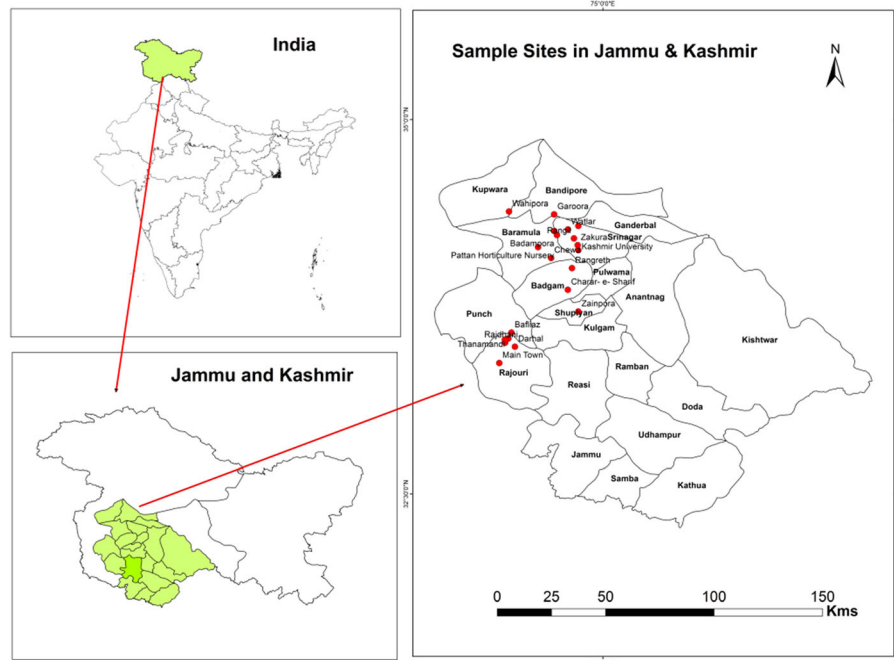 India
Jammu and Kashmir
75°0'0"E
Sample Sites in Jammu & Kashmir
N
35°0'0"N
32°30'0"N
Kupwara
Bandipore
Wahipora
Garoora
Watlar
Ganderbal
Baramula
Rangi
Zakura
Srinagar
Badampora
Chewa
Kashmir University
Pattan Horticulture Nursery
Rangreth
Pulwama
Badgam
Charar- e- Sharif
Anantnag
Zainpora
Shupiyan
Punch
Kulgam
Kishtwar
Bafliaz
Rajdhani
Darhal
Thanamandi
Main Town
Rajouri
Ramban
Reasi
Doda
Udhampur
Jammu
Samba
Kathua
0 25 50 100 150
Kms